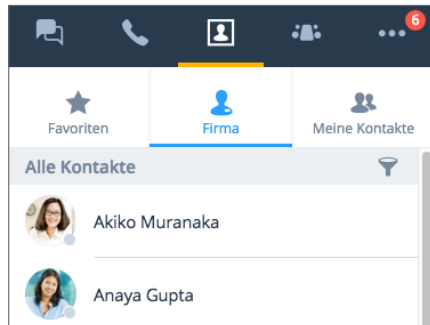 6
Favoriten Firma Meine Kontakte
Alle Kontakte
Akiko Muranaka
Anaya Gupta